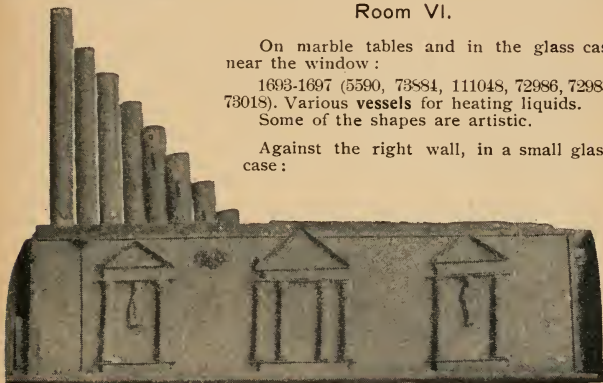 Room VI.
On marble tables and in the glass cas
near the window :
1693-1697 (5590, 73884, 111048, 72986, 7298
73018). Various vessels for heating liquids.
Some of the shapes are artistic.
Against the right wall, in a small glas
case :